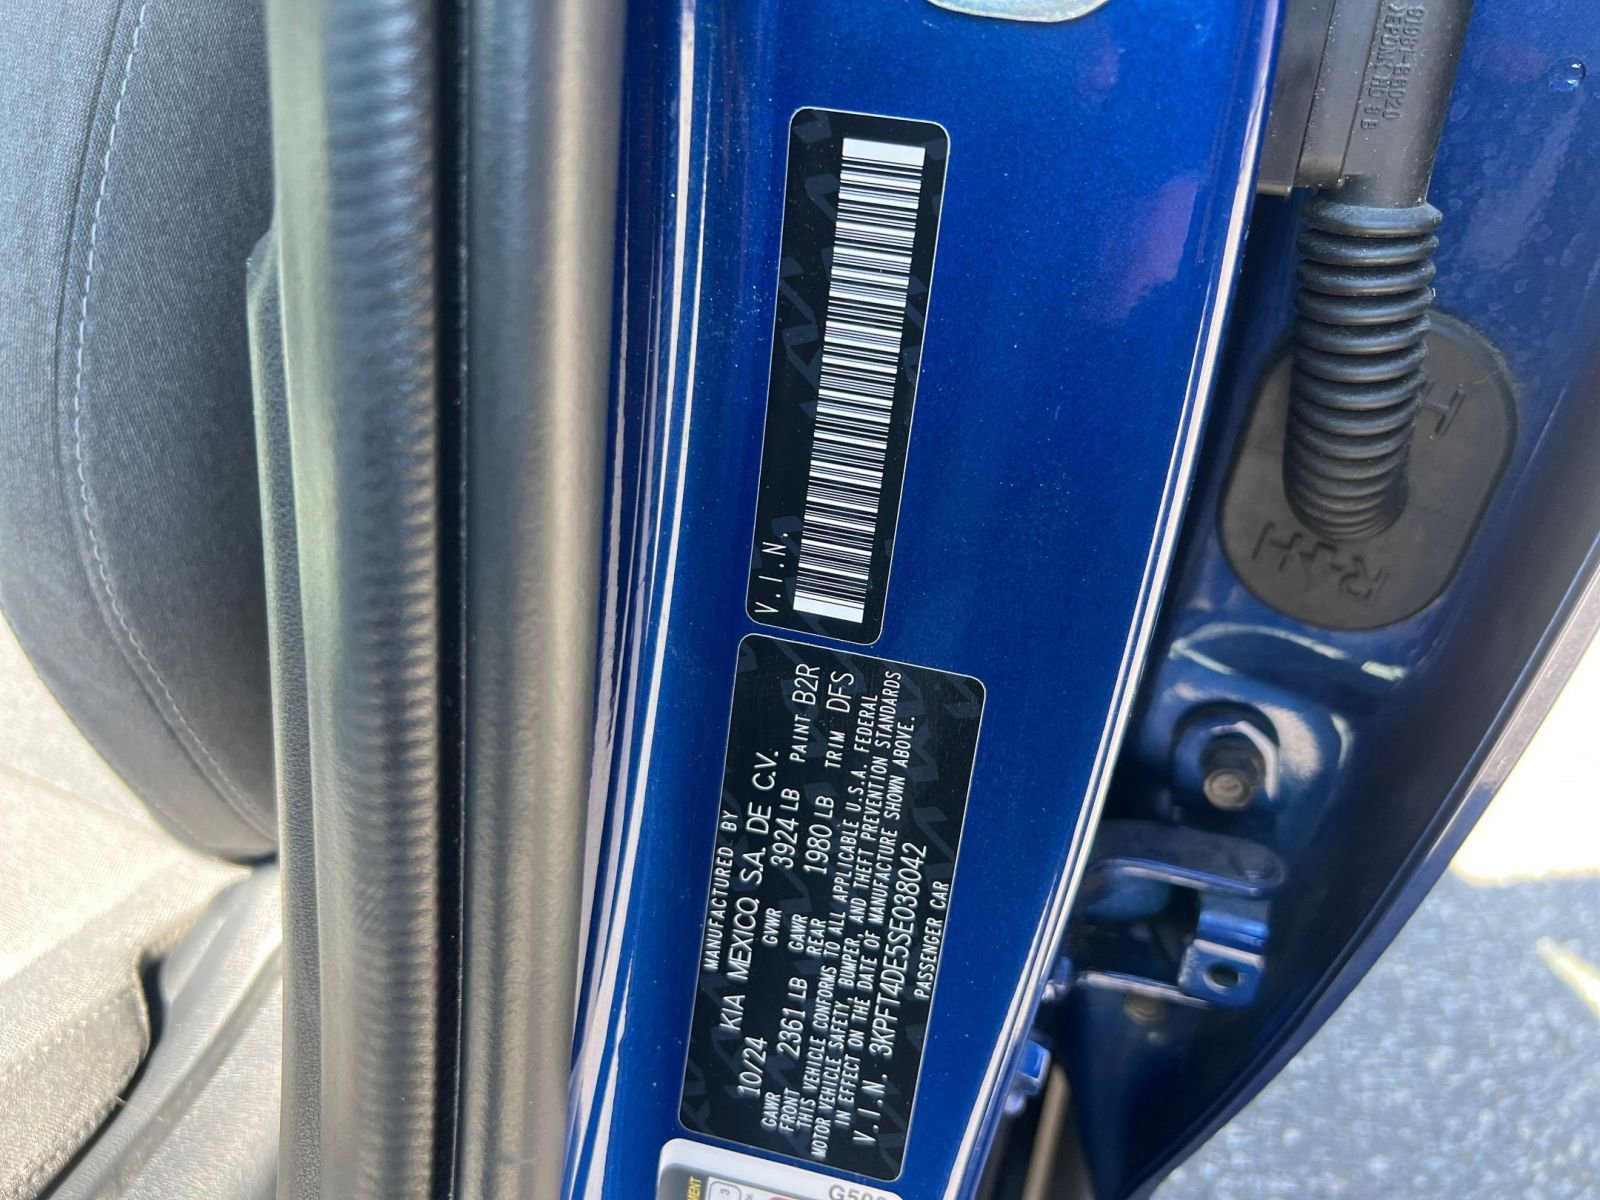 V.I.N.
MANUFACTURED BY
10/24 KIA MEXICO, S.A. DE C.V.
GVWR 3924 LB PAINT B2R
GAWR FRONT 2361 LB GAWR REAR 1980 LB TRIM DFS
THIS VEHICLE CONFORMS TO ALL APPLICABLE U.S.A. FEDERAL
MOTOR VEHICLE SAFETY, BUMPER, AND THEFT PREVENTION STANDARDS
IN EFFECT ON THE DATE OF MANUFACTURE SHOWN ABOVE.
V.I.N. 3KPFT4DE5SE038042
PASSENGER CAR
3